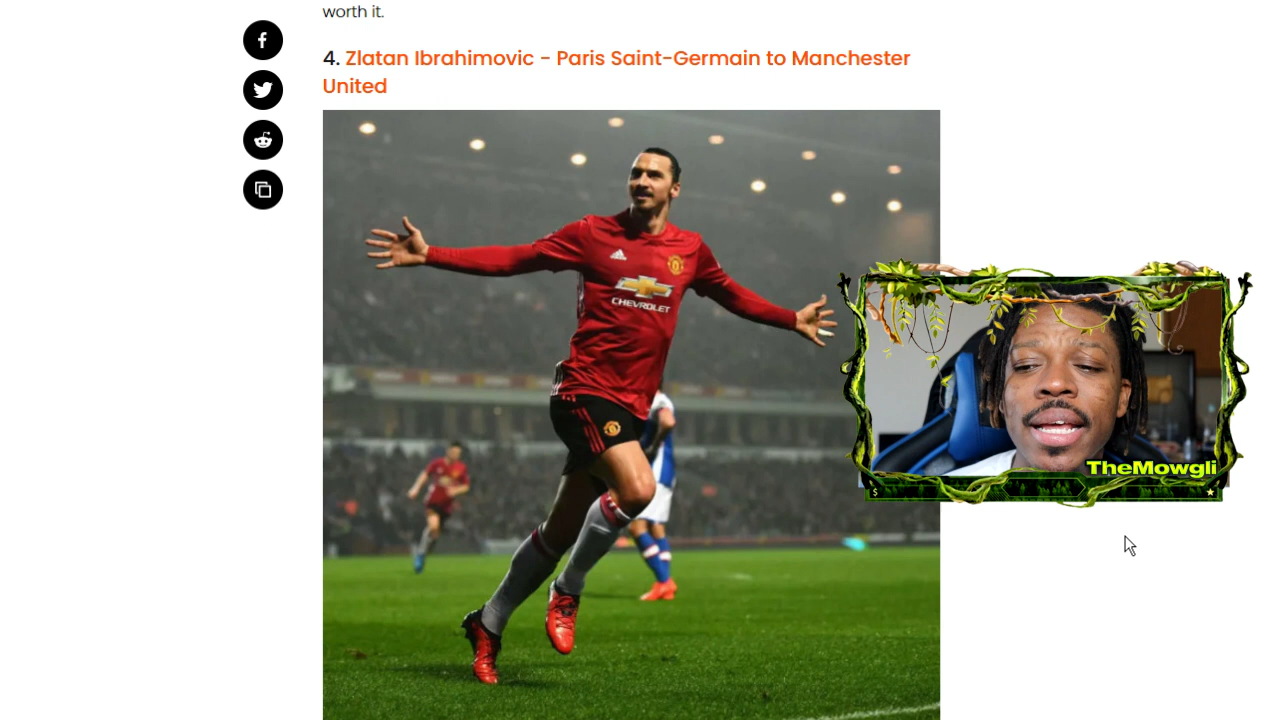 worth it.
4. Zlatan Ibrahimovic - Paris Saint-Germain to Manchester
United
CHEVROLET
TheMowgli
$